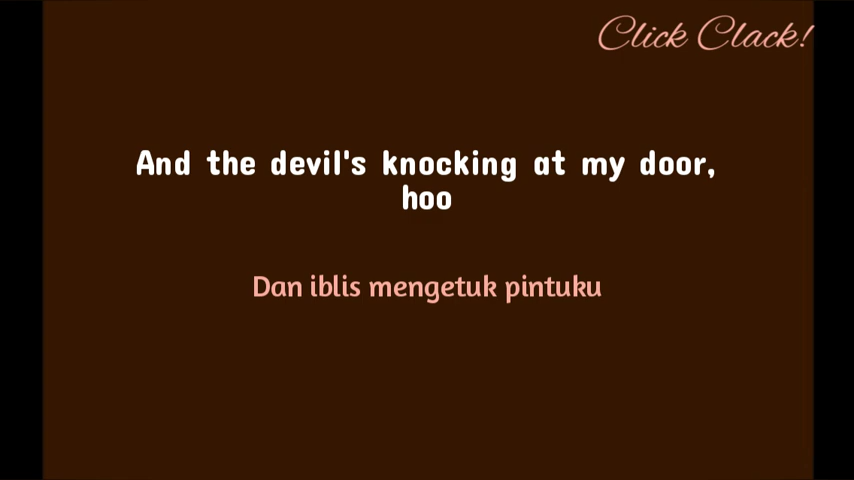 Click Clack!
And the devil's knocking at my door,
hoo
Dan iblis mengetuk pintuku